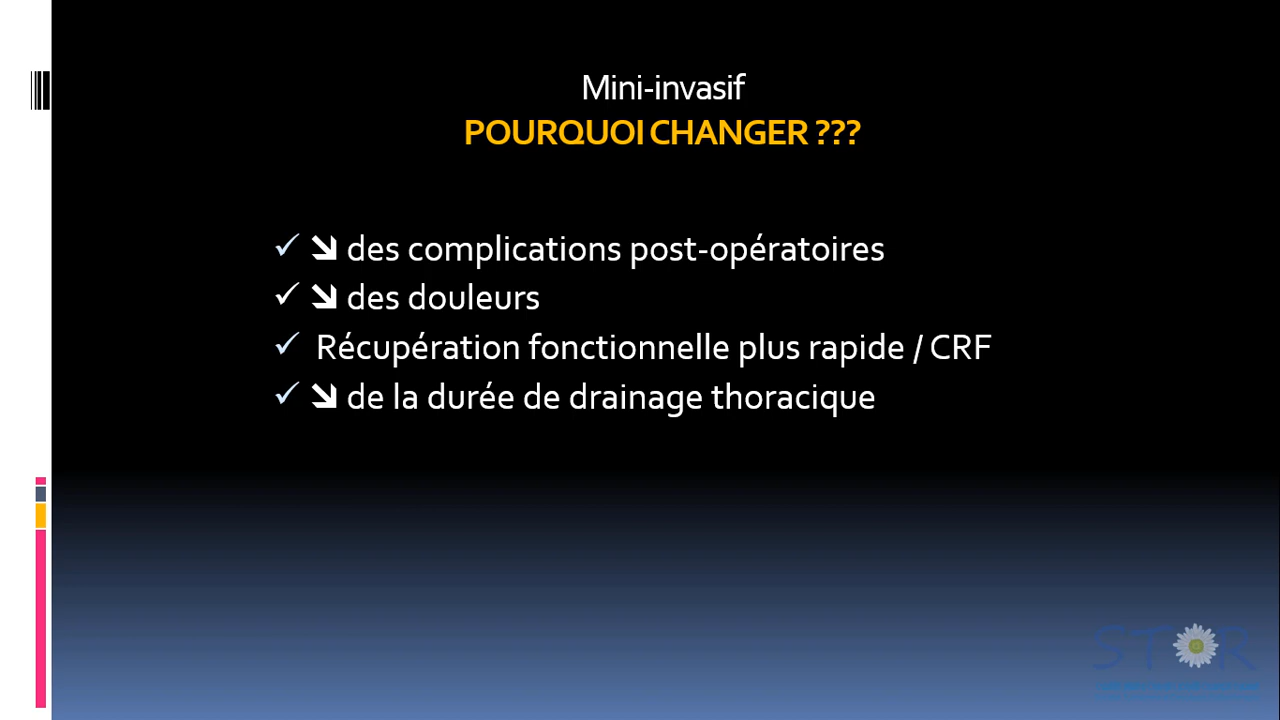 Mini-invasif
POURQUOI CHANGER ???
✓ ↘ des complications post-opératoires
✓ ↘ des douleurs
✓ Récupération fonctionnelle plus rapide / CRF
✓ ↘ de la durée de drainage thoracique
STOR